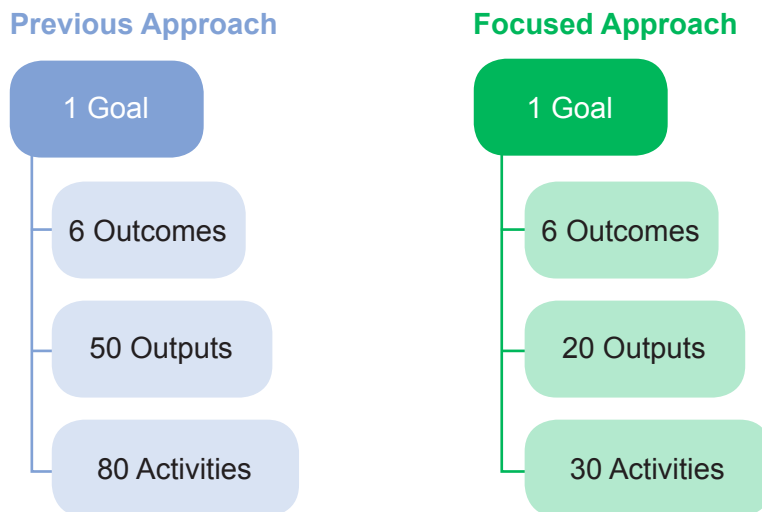 Previous Approach
1 Goal
6 Outcomes
50 Outputs
80 Activities
Focused Approach
1 Goal
6 Outcomes
20 Outputs
30 Activities